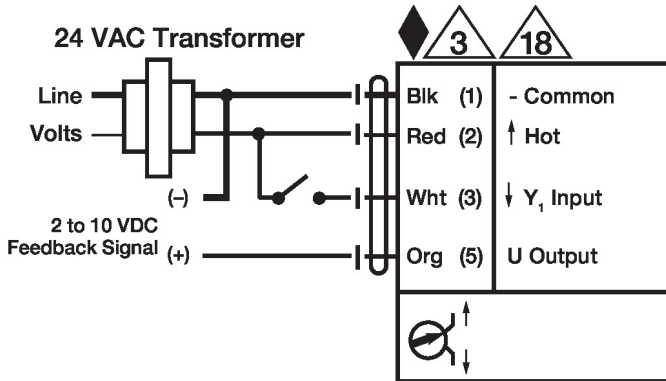 3 18
24 VAC Transformer
Line
Volts
Blk (1) - Common
Red (2) ↑ Hot
(–)
Wht (3) ↓ Y₁ Input
2 to 10 VDC
Feedback Signal (+)
Org (5) U Output